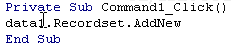 Private Sub Command1_Click()
data1.Recordset.AddNew
End Sub